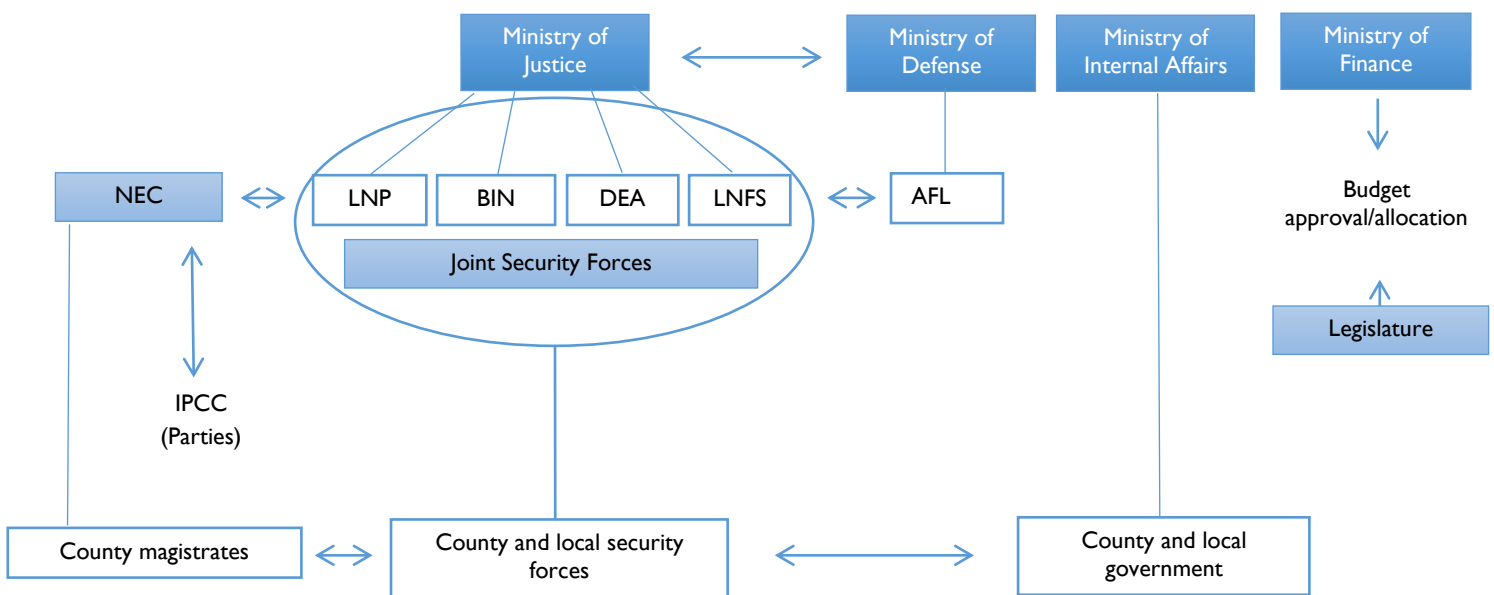 Ministry of
Justice
Ministry of
Defense
Ministry of
Internal Affairs
Ministry of
Finance
NEC
LNP
BIN
DEA
LNFS
AFL
Budget
approval/allocation
Joint Security Forces
Legislature
IPCC
(Parties)
County magistrates
County and local security
forces
County and local
government